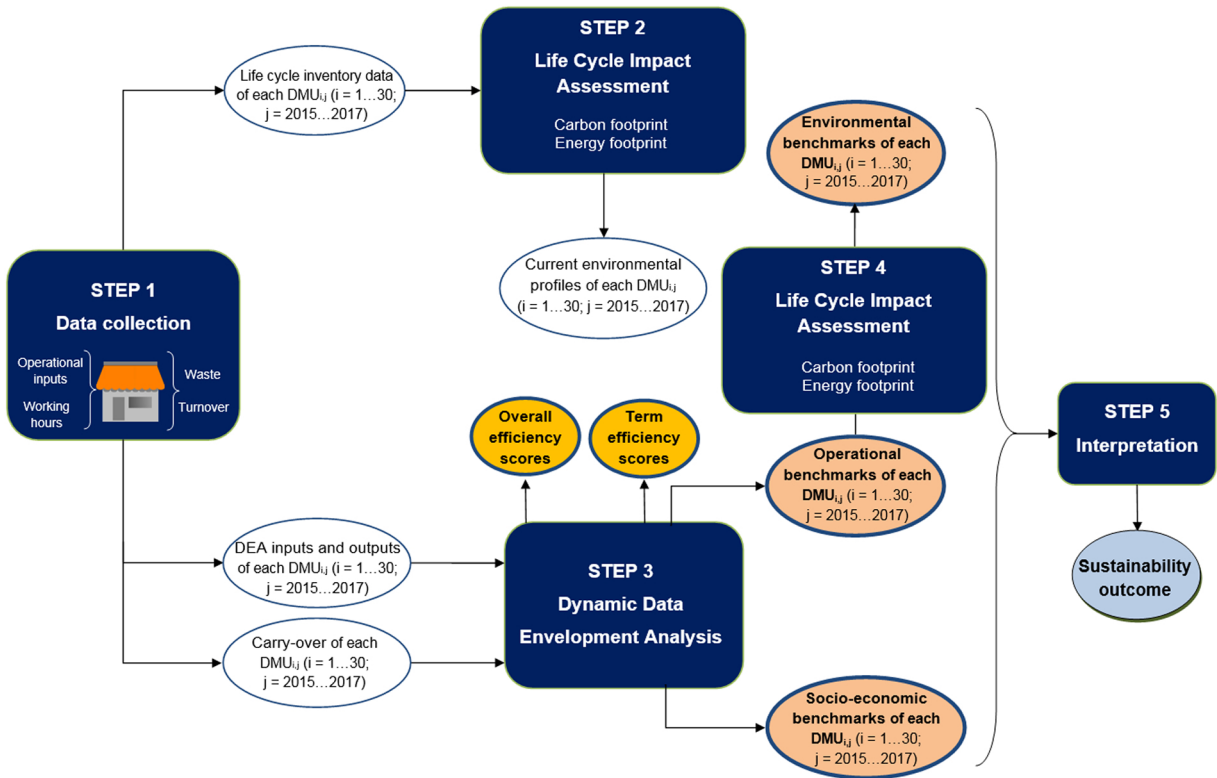 STEP 1
Data collection
Operational
inputs
Working
hours
Waste
Turnover
Life cycle inventory data
of each DMUi,j (i = 1…30;
j = 2015…2017)
STEP 2
Life Cycle Impact
Assessment
Carbon footprint
Energy footprint
Current environmental
profiles of each DMUi,j
(i = 1…30; j = 2015…2017)
DEA inputs and outputs
of each DMUi,j (i = 1…30;
j = 2015…2017)
Carry-over of each
DMUi,j (i = 1…30;
j = 2015…2017)
Overall
efficiency
scores
Term
efficiency
scores
STEP 3
Dynamic Data
Envelopment Analysis
Environmental
benchmarks of each
DMUi,j (i = 1…30;
j = 2015…2017)
STEP 4
Life Cycle Impact
Assessment
Carbon footprint
Energy footprint
Operational
benchmarks of each
DMUi,j (i = 1…30;
j = 2015…2017)
Socio-economic
benchmarks of each
DMUi,j (i = 1…30;
j = 2015…2017)
STEP 5
Interpretation
Sustainability
outcome